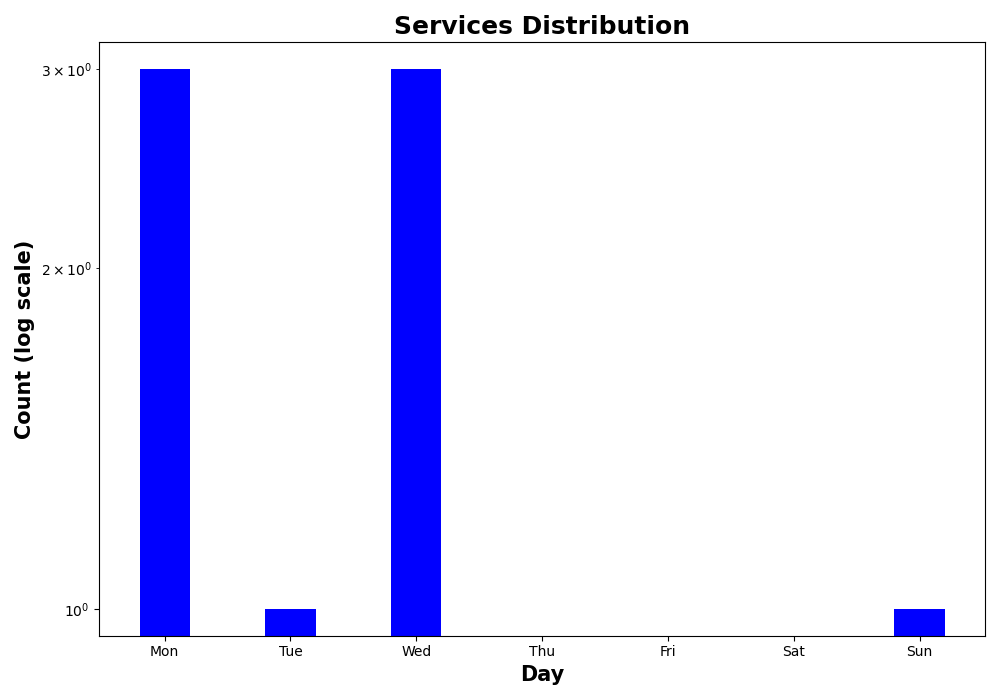 Services Distribution
Count (log scale)
3 × 10⁰
2 × 10⁰
10⁰
Mon Tue Wed Thu Fri Sat Sun
Day